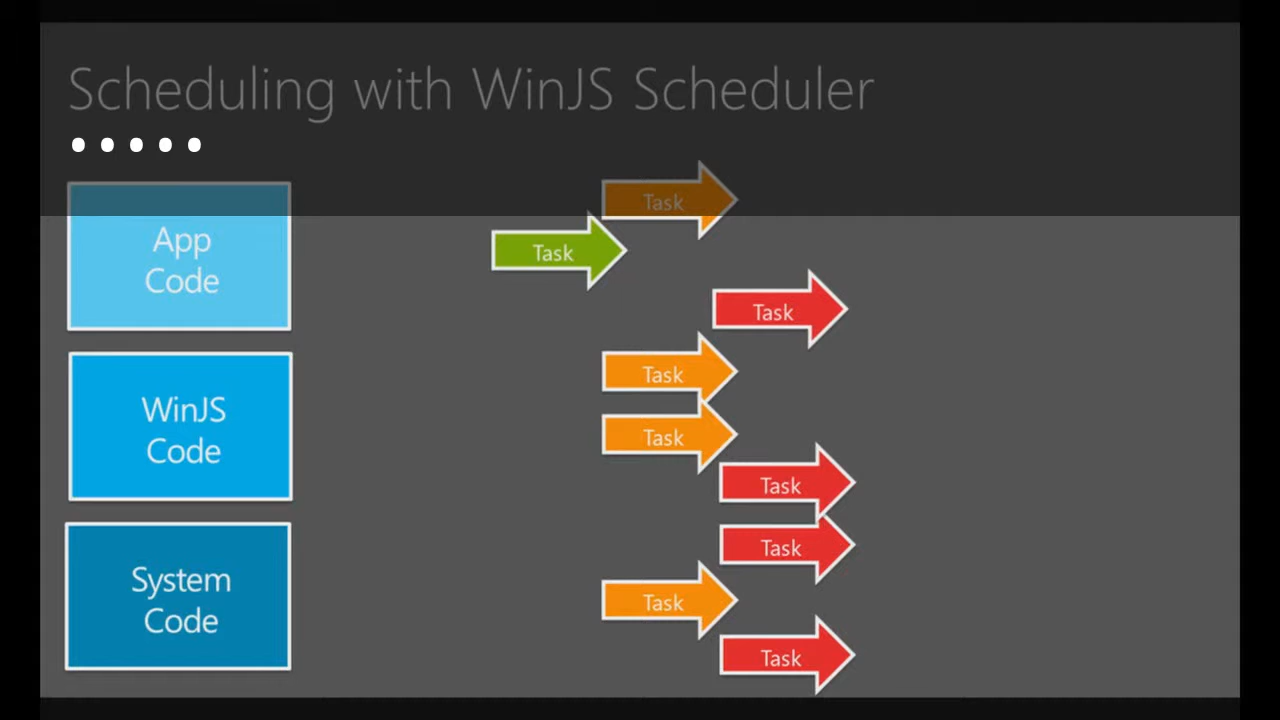 Scheduling with WinJS Scheduler
Task
App
Code
Task
Task
Task
WinJS
Code
Task
Task
Task
System
Code
Task
Task